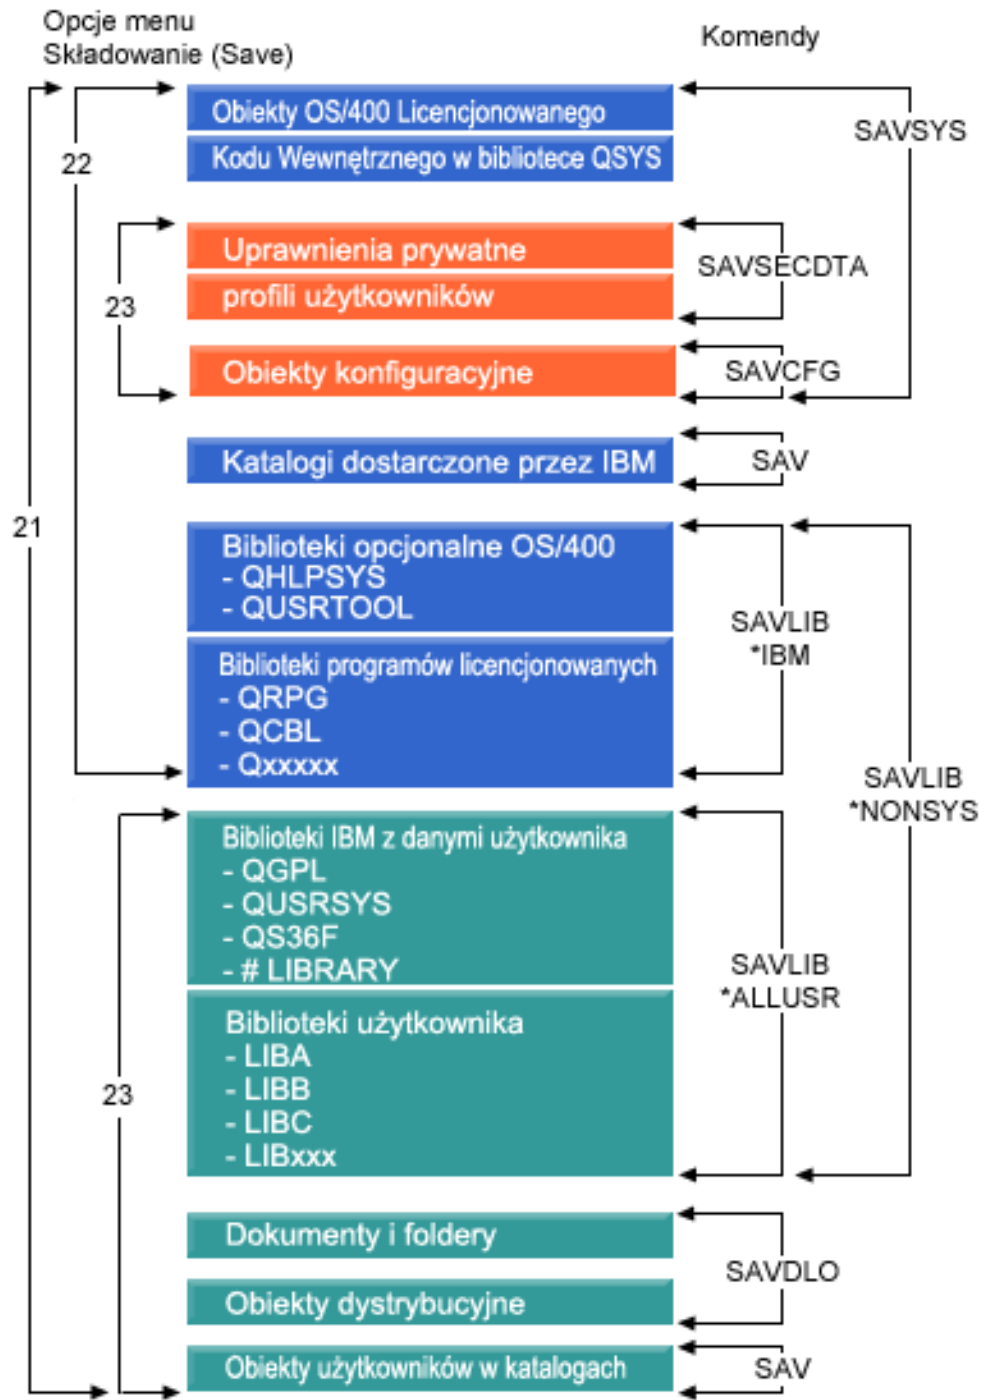 Opcje menu
Składowanie (Save)
Komendy
Obiekty OS/400 Licencjonowanego
Kodu Wewnętrznego w bibliotece QSYS
SAVSYS
22
Uprawnienia prywatne
profili użytkowników
SAVSECDTA
23
Obiekty konfiguracyjne
SAVCFG
Katalogi dostarczone przez IBM
SAV
21
Biblioteki opcjonalne OS/400
- QHLPSYS
- QUSRTOOL
SAVLIB
*IBM
Biblioteki programów licencjonowanych
- QRPG
- QCBL
- Qxxxxx
SAVLIB
*NONSYS
Biblioteki IBM z danymi użytkownika
- QGPL
- QUSRSYS
- QS36F
- # LIBRARY
SAVLIB
*ALLUSR
Biblioteki użytkownika
- LIBA
- LIBB
- LIBC
- LIBxxx
23
Dokumenty i foldery
SAVDLO
Obiekty dystrybucyjne
Obiekty użytkowników w katalogach
SAV